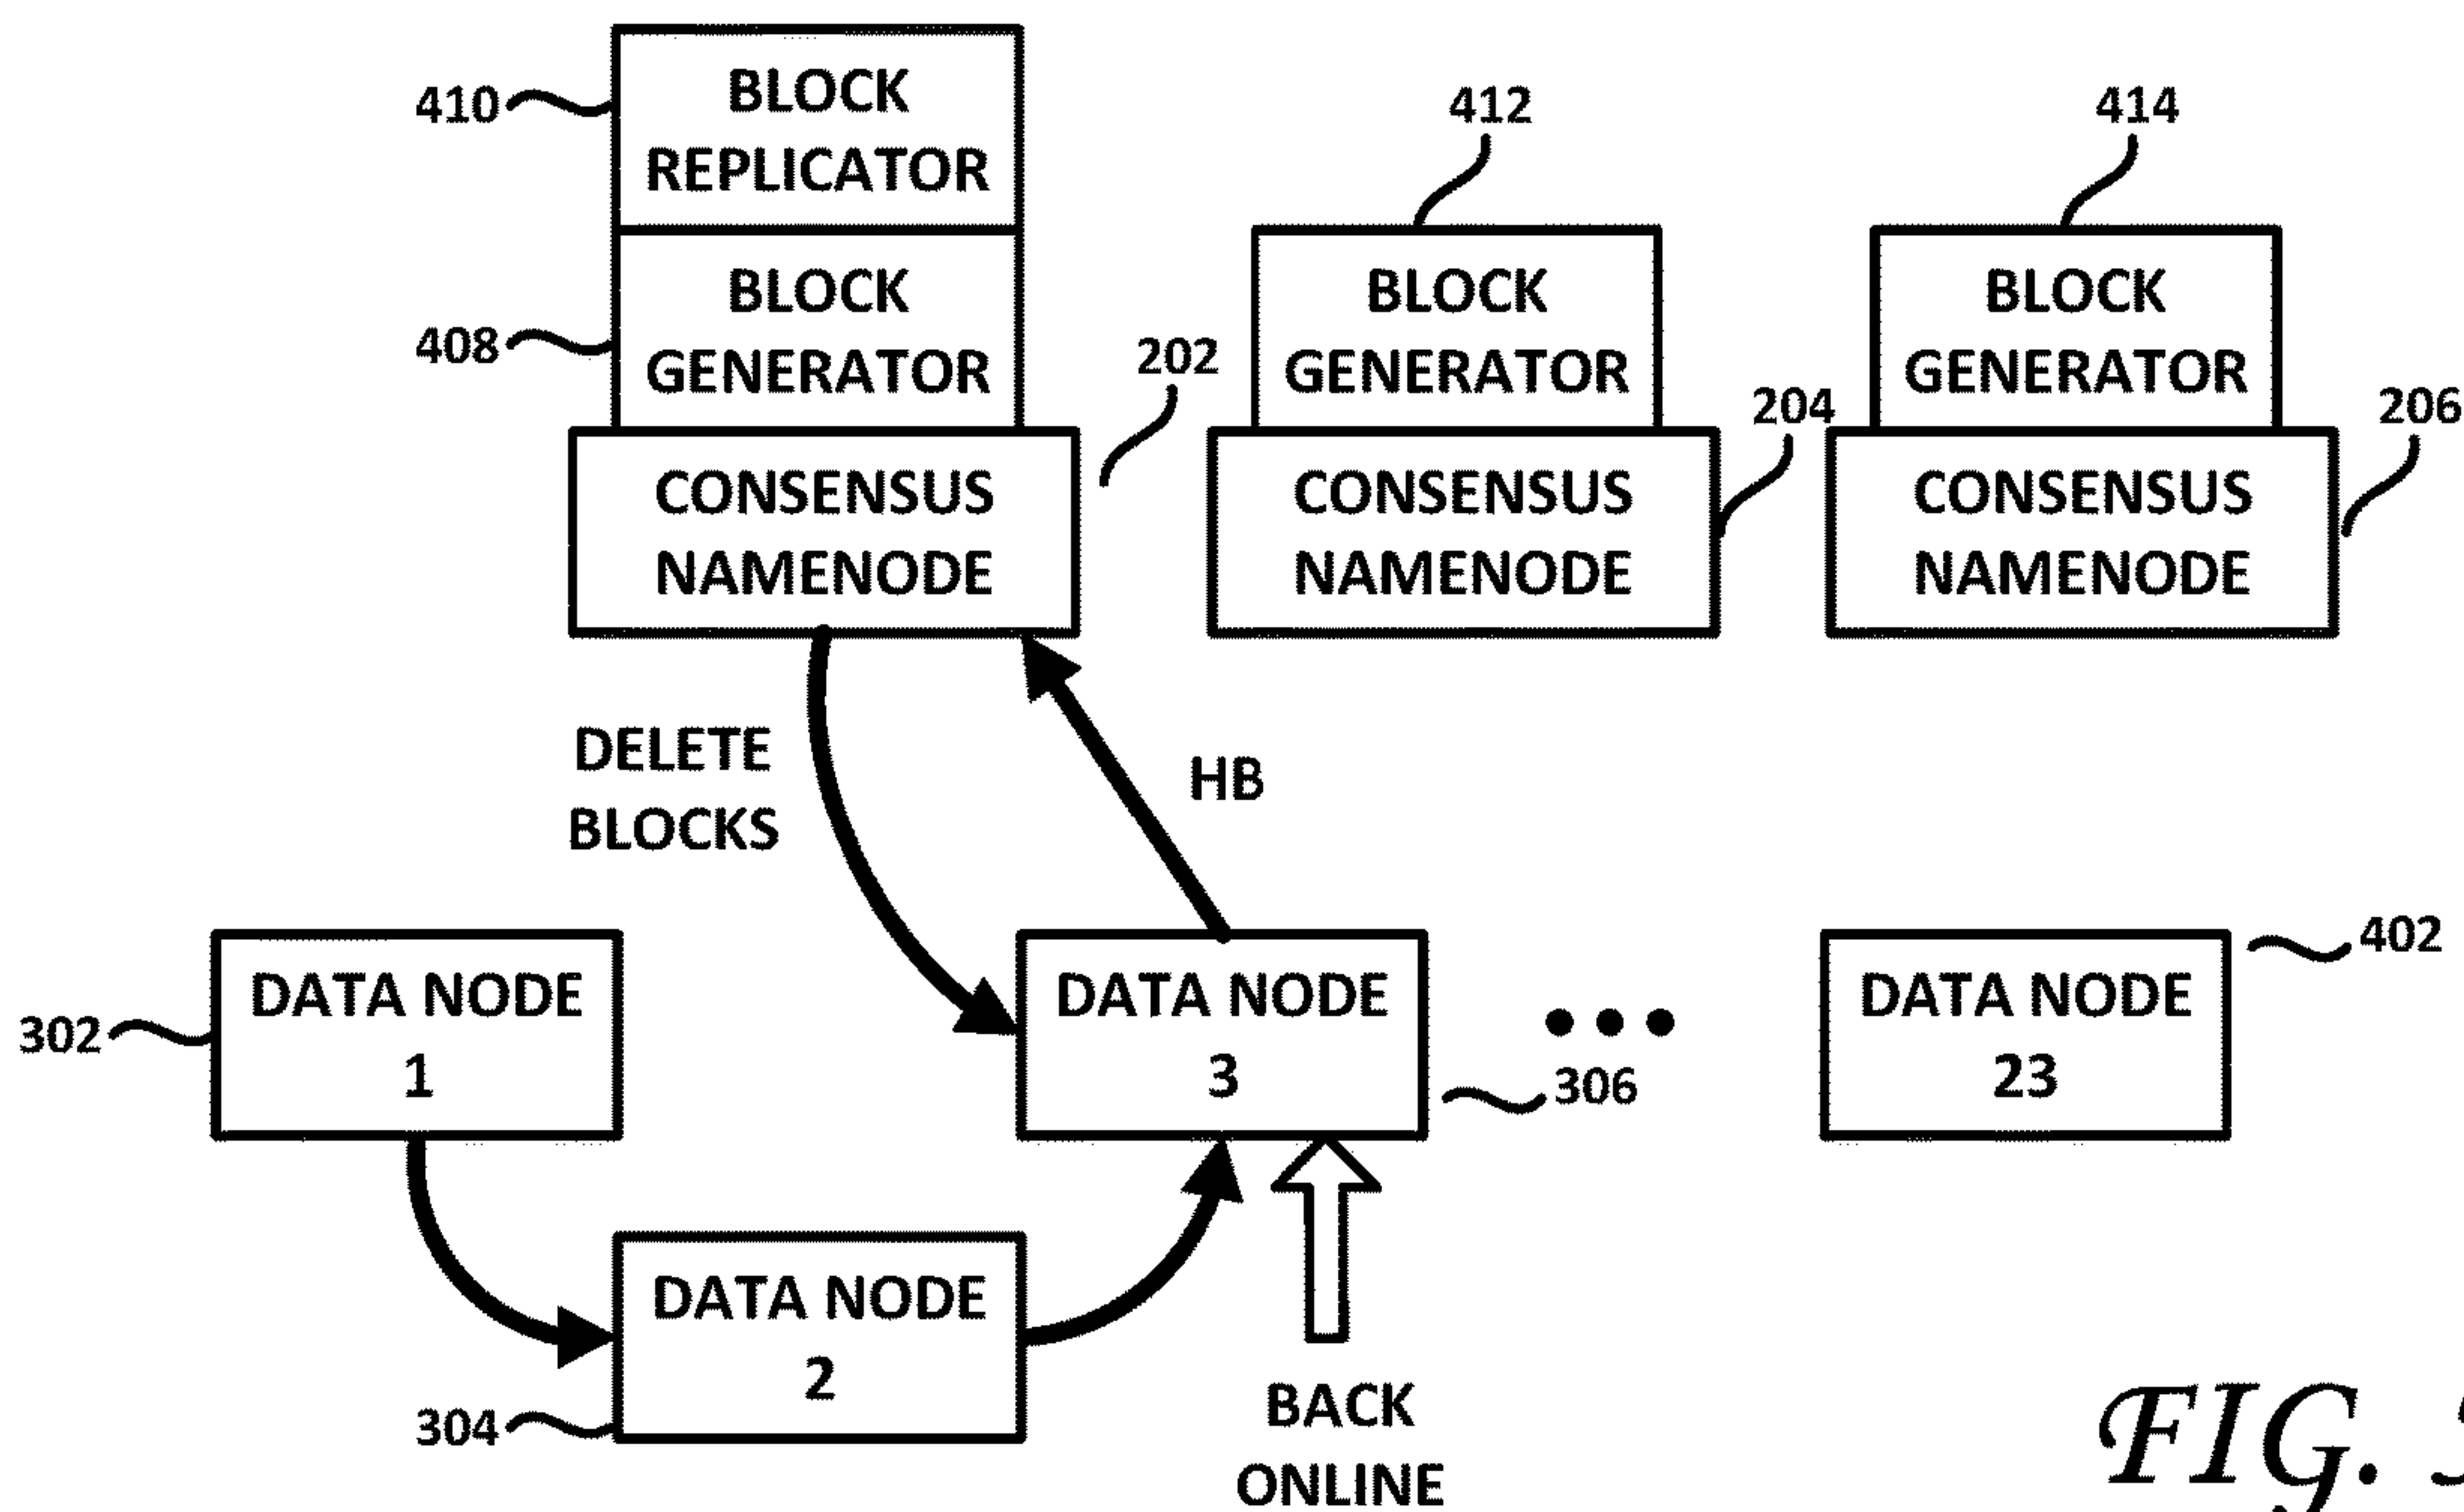 410
BLOCK
REPLICATOR
412
414
408
BLOCK
GENERATOR
202
BLOCK
GENERATOR
204
BLOCK
GENERATOR
206
CONSENSUS
NAMENODE
CONSENSUS
NAMENODE
CONSENSUS
NAMENODE
DELETE
BLOCKS
HB
302
DATA NODE
1
DATA NODE
3
306
DATA NODE
23
402
304
DATA NODE
2
BACK
ONLINE
FIG.